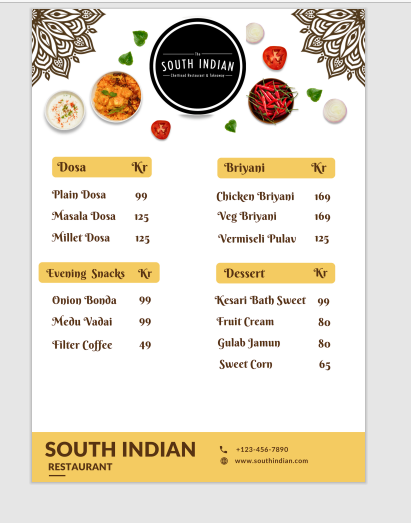 The
SOUTH INDIAN
Chettinad Restaurant & Takeaway
Dosa Kr
Plain Dosa 99
Masala Dosa 125
Millet Dosa 125
Briyani Kr
Chicken Briyani 169
Veg Briyani 169
Vermiseli Pulav 125
Evening Snacks Kr
Onion Bonda 99
Medu Vadai 99
Filter Coffee 49
Dessert Kr
Kesari Bath Sweet 99
Fruit Cream 80
Gulab Jamun 80
Sweet Corn 65
SOUTH INDIAN
RESTAURANT
+123-456-7890
www.southindian.com